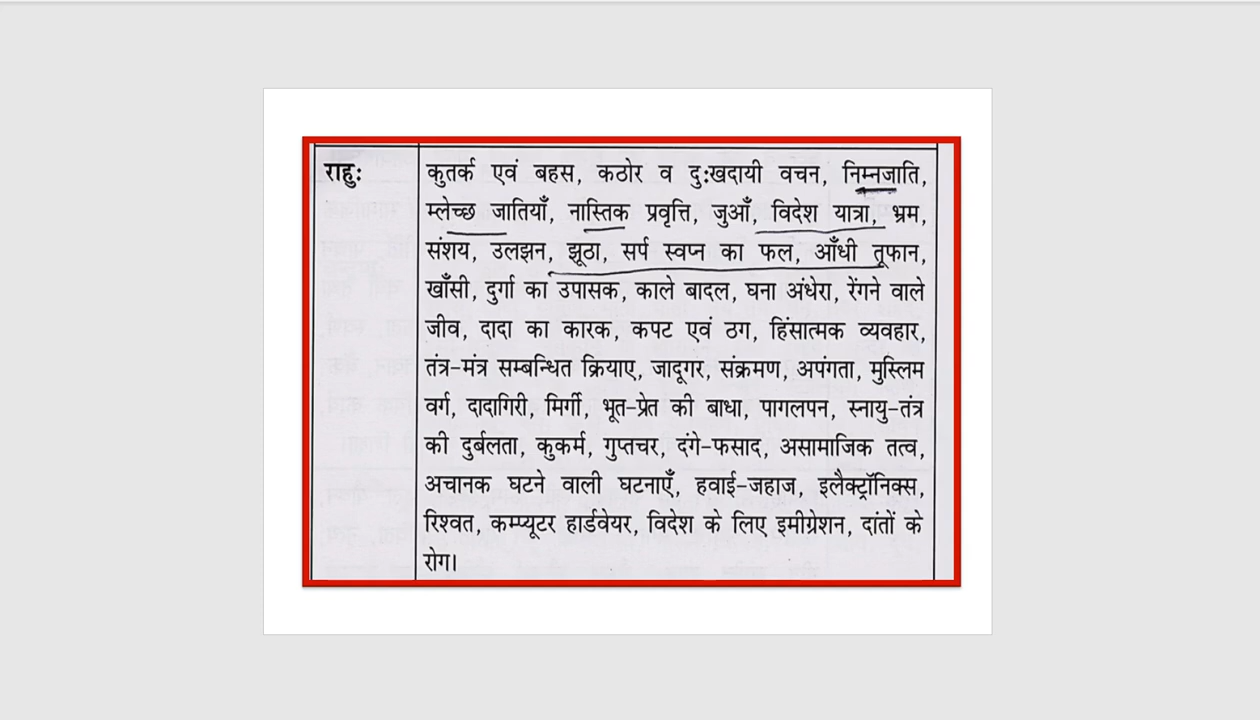 राहुः कुतर्क एवं बहस, कठोर व दुःखदायी वचन, निम्नजाति,
म्लेच्छ जातियाँ, नास्तिक प्रवृत्ति, जुआँ, विदेश यात्रा, भ्रम,
संशय, उलझन, झूठा, सर्प स्वप्न का फल, आँधी तूफान,
खाँसी, दुर्गा का उपासक, काले बादल, घना अंधेरा, रेंगने वाले
जीव, दादा का कारक, कपट एवं ठग, हिंसात्मक व्यवहार,
तंत्र-मंत्र सम्बन्धित क्रियाए, जादूगर, संक्रमण, अपंगता, मुस्लिम
वर्ग, दादागिरी, मिर्गी, भूत-प्रेत की बाधा, पागलपन, स्नायु-तंत्र
की दुर्बलता, कुकर्म, गुप्तचर, दंगे-फसाद, असामाजिक तत्व,
अचानक घटने वाली घटनाएँ, हवाई-जहाज, इलैक्ट्रॉनिक्स,
रिश्वत, कम्प्यूटर हार्डवेयर, विदेश के लिए इमीग्रेशन, दांतों के
रोग।